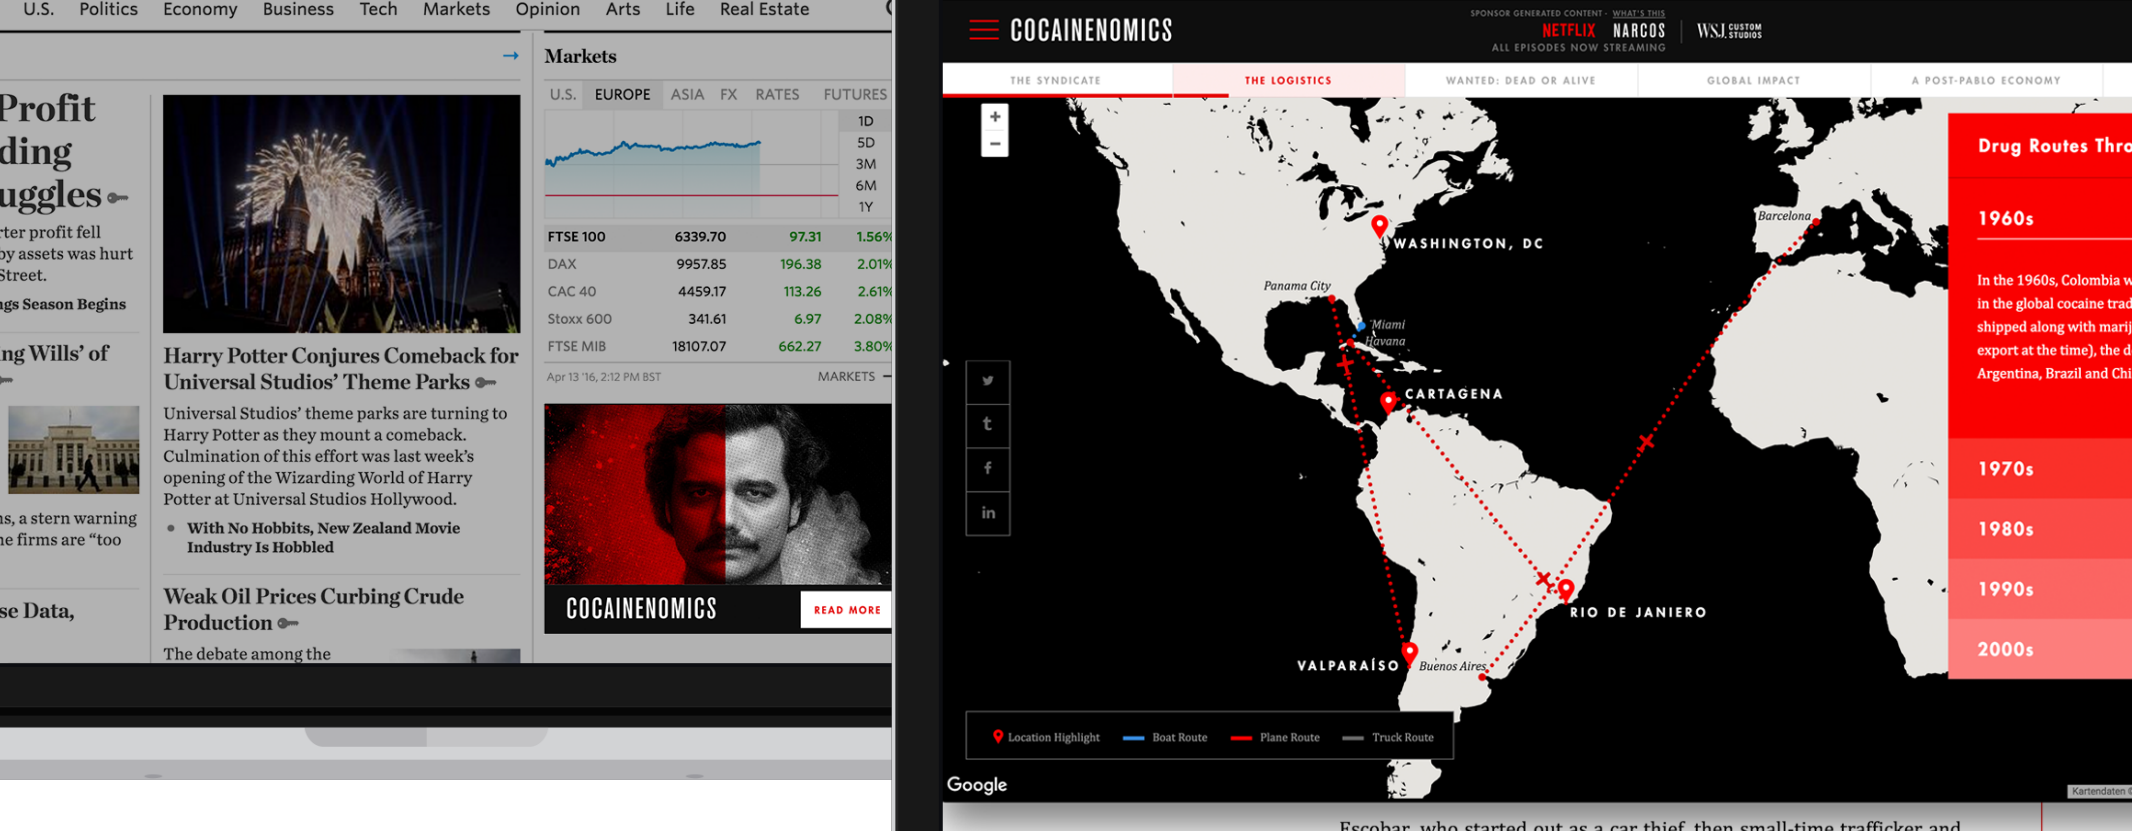 U.S. Politics Economy Business Tech Markets Opinion Arts Life Real Estate
Profit
ding
uggles
rter profit fell
by assets was hurt
Street.
ngs Season Begins
ng Wills' of
ns, a stern warning
ne firms are “too
se Data,
Harry Potter Conjures Comeback for
Universal Studios' Theme Parks
Universal Studios' theme parks are turning to
Harry Potter as they mount a comeback.
Culmination of this effort was last week's
opening of the Wizarding World of Harry
Potter at Universal Studios Hollywood.
With No Hobbits, New Zealand Movie
Industry Is Hobbled
Weak Oil Prices Curbing Crude
Production
The debate among the
Markets
U.S. EUROPE ASIA FX RATES FUTURES
1D
5D
3M
6M
1Y
FTSE 100 6339.70 97.31 1.56%
DAX 9957.85 196.38 2.01%
CAC 40 4459.17 113.26 2.61%
Stoxx 600 341.61 6.97 2.08%
FTSE MIB 18107.07 662.27 3.80%
Apr 13 '16, 2:12 PM BST MARKETS
COCAINENOMICS READ MORE
COCAINENOMICS
SPONSOR GENERATED CONTENT - WHAT'S THIS
NETFLIX NARCOS
ALL EPISODES NOW STREAMING
WSJ. CUSTOM STUDIOS
THE SYNDICATE THE LOGISTICS WANTED: DEAD OR ALIVE GLOBAL IMPACT A POST-PABLO ECONOMY
+
−
t
f
in
Barcelona
WASHINGTON, DC
Panama City
Miami
Havana
CARTAGENA
RIO DE JANIERO
VALPARAÍSO
Buenos Aires
Location Highlight Boat Route Plane Route Truck Route
Google
Drug Routes Thro
1960s
In the 1960s, Colombia w
in the global cocaine trad
shipped along with marij
export at the time), the d
Argentina, Brazil and Chi
1970s
1980s
1990s
2000s
Kartendaten ©
Escobar, who started out as a car thief, then small-time trafficker and